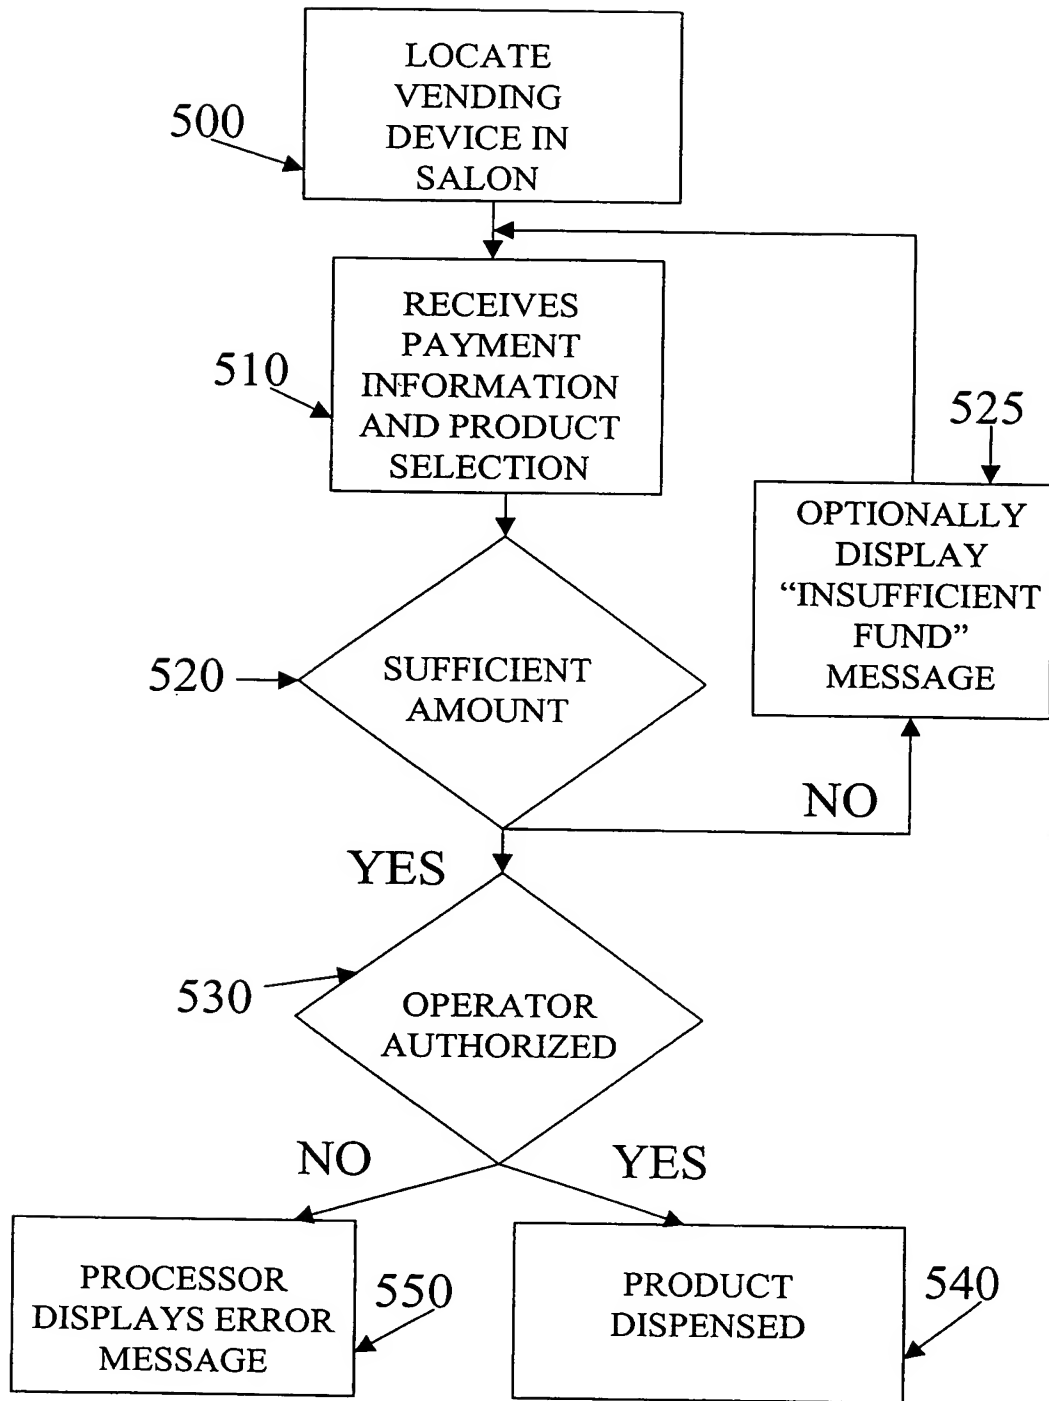 LOCATE
VENDING
DEVICE IN
SALON
500
RECEIVES
PAYMENT
INFORMATION
AND PRODUCT
SELECTION
510
525
OPTIONALLY
DISPLAY
“INSUFFICIENT
FUND”
MESSAGE
SUFFICIENT
AMOUNT
520
NO
YES
530
OPERATOR
AUTHORIZED
NO
YES
PROCESSOR
DISPLAYS ERROR
MESSAGE
550
PRODUCT
DISPENSED
540